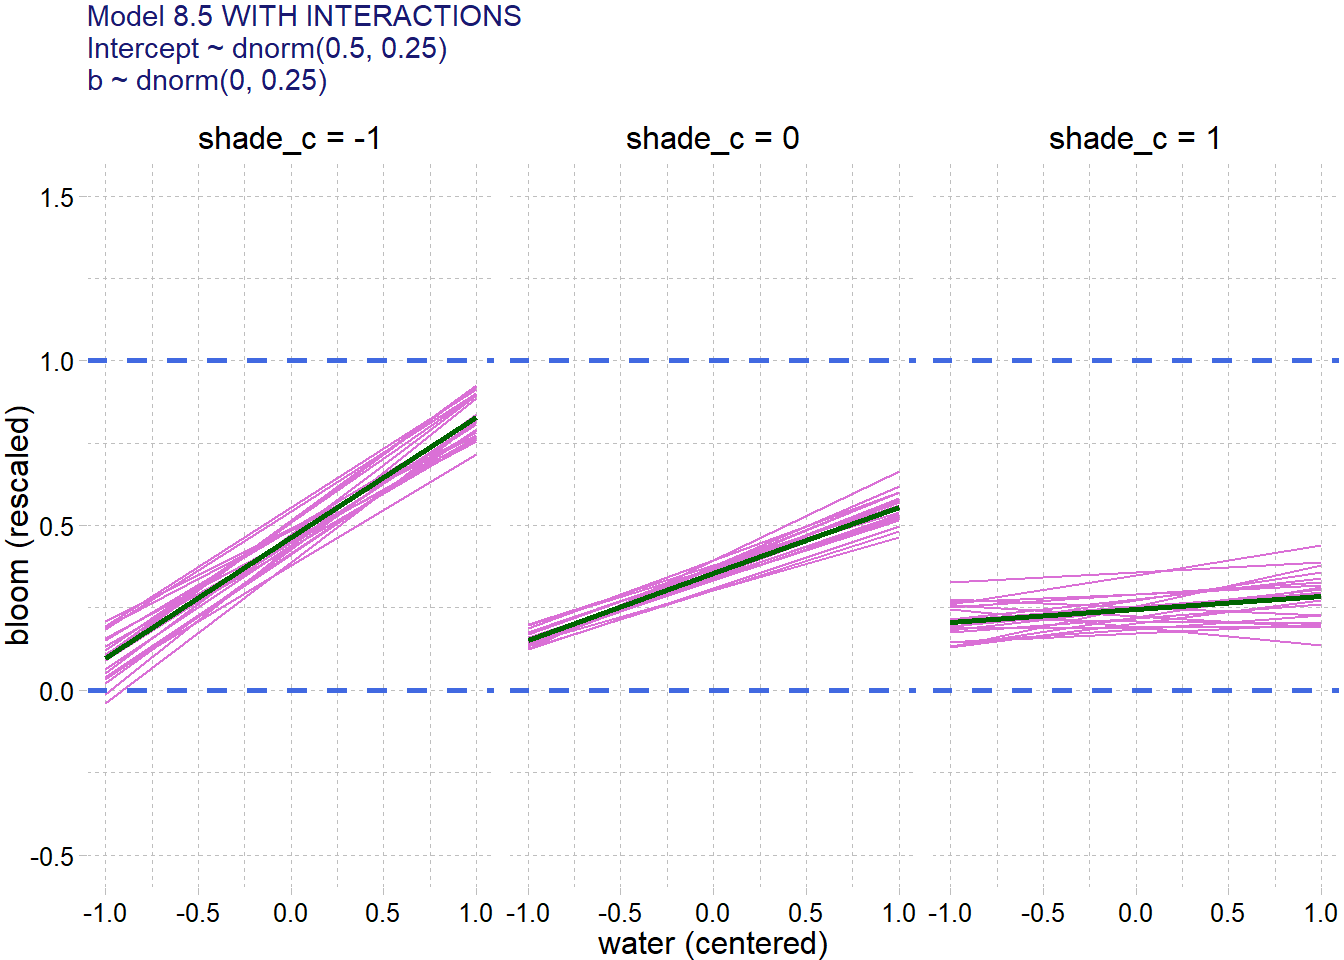 Model 8.5 WITH INTERACTIONS
Intercept ~ dnorm(0.5, 0.25)
b ~ dnorm(0, 0.25)
shade_c = -1 shade_c = 0 shade_c = 1
1.5
1.0
0.5
0.0
-0.5
bloom (rescaled)
-1.0 -0.5 0.0 0.5 1.0 -1.0 -0.5 0.0 0.5 1.0 -1.0 -0.5 0.0 0.5 1.0
water (centered)